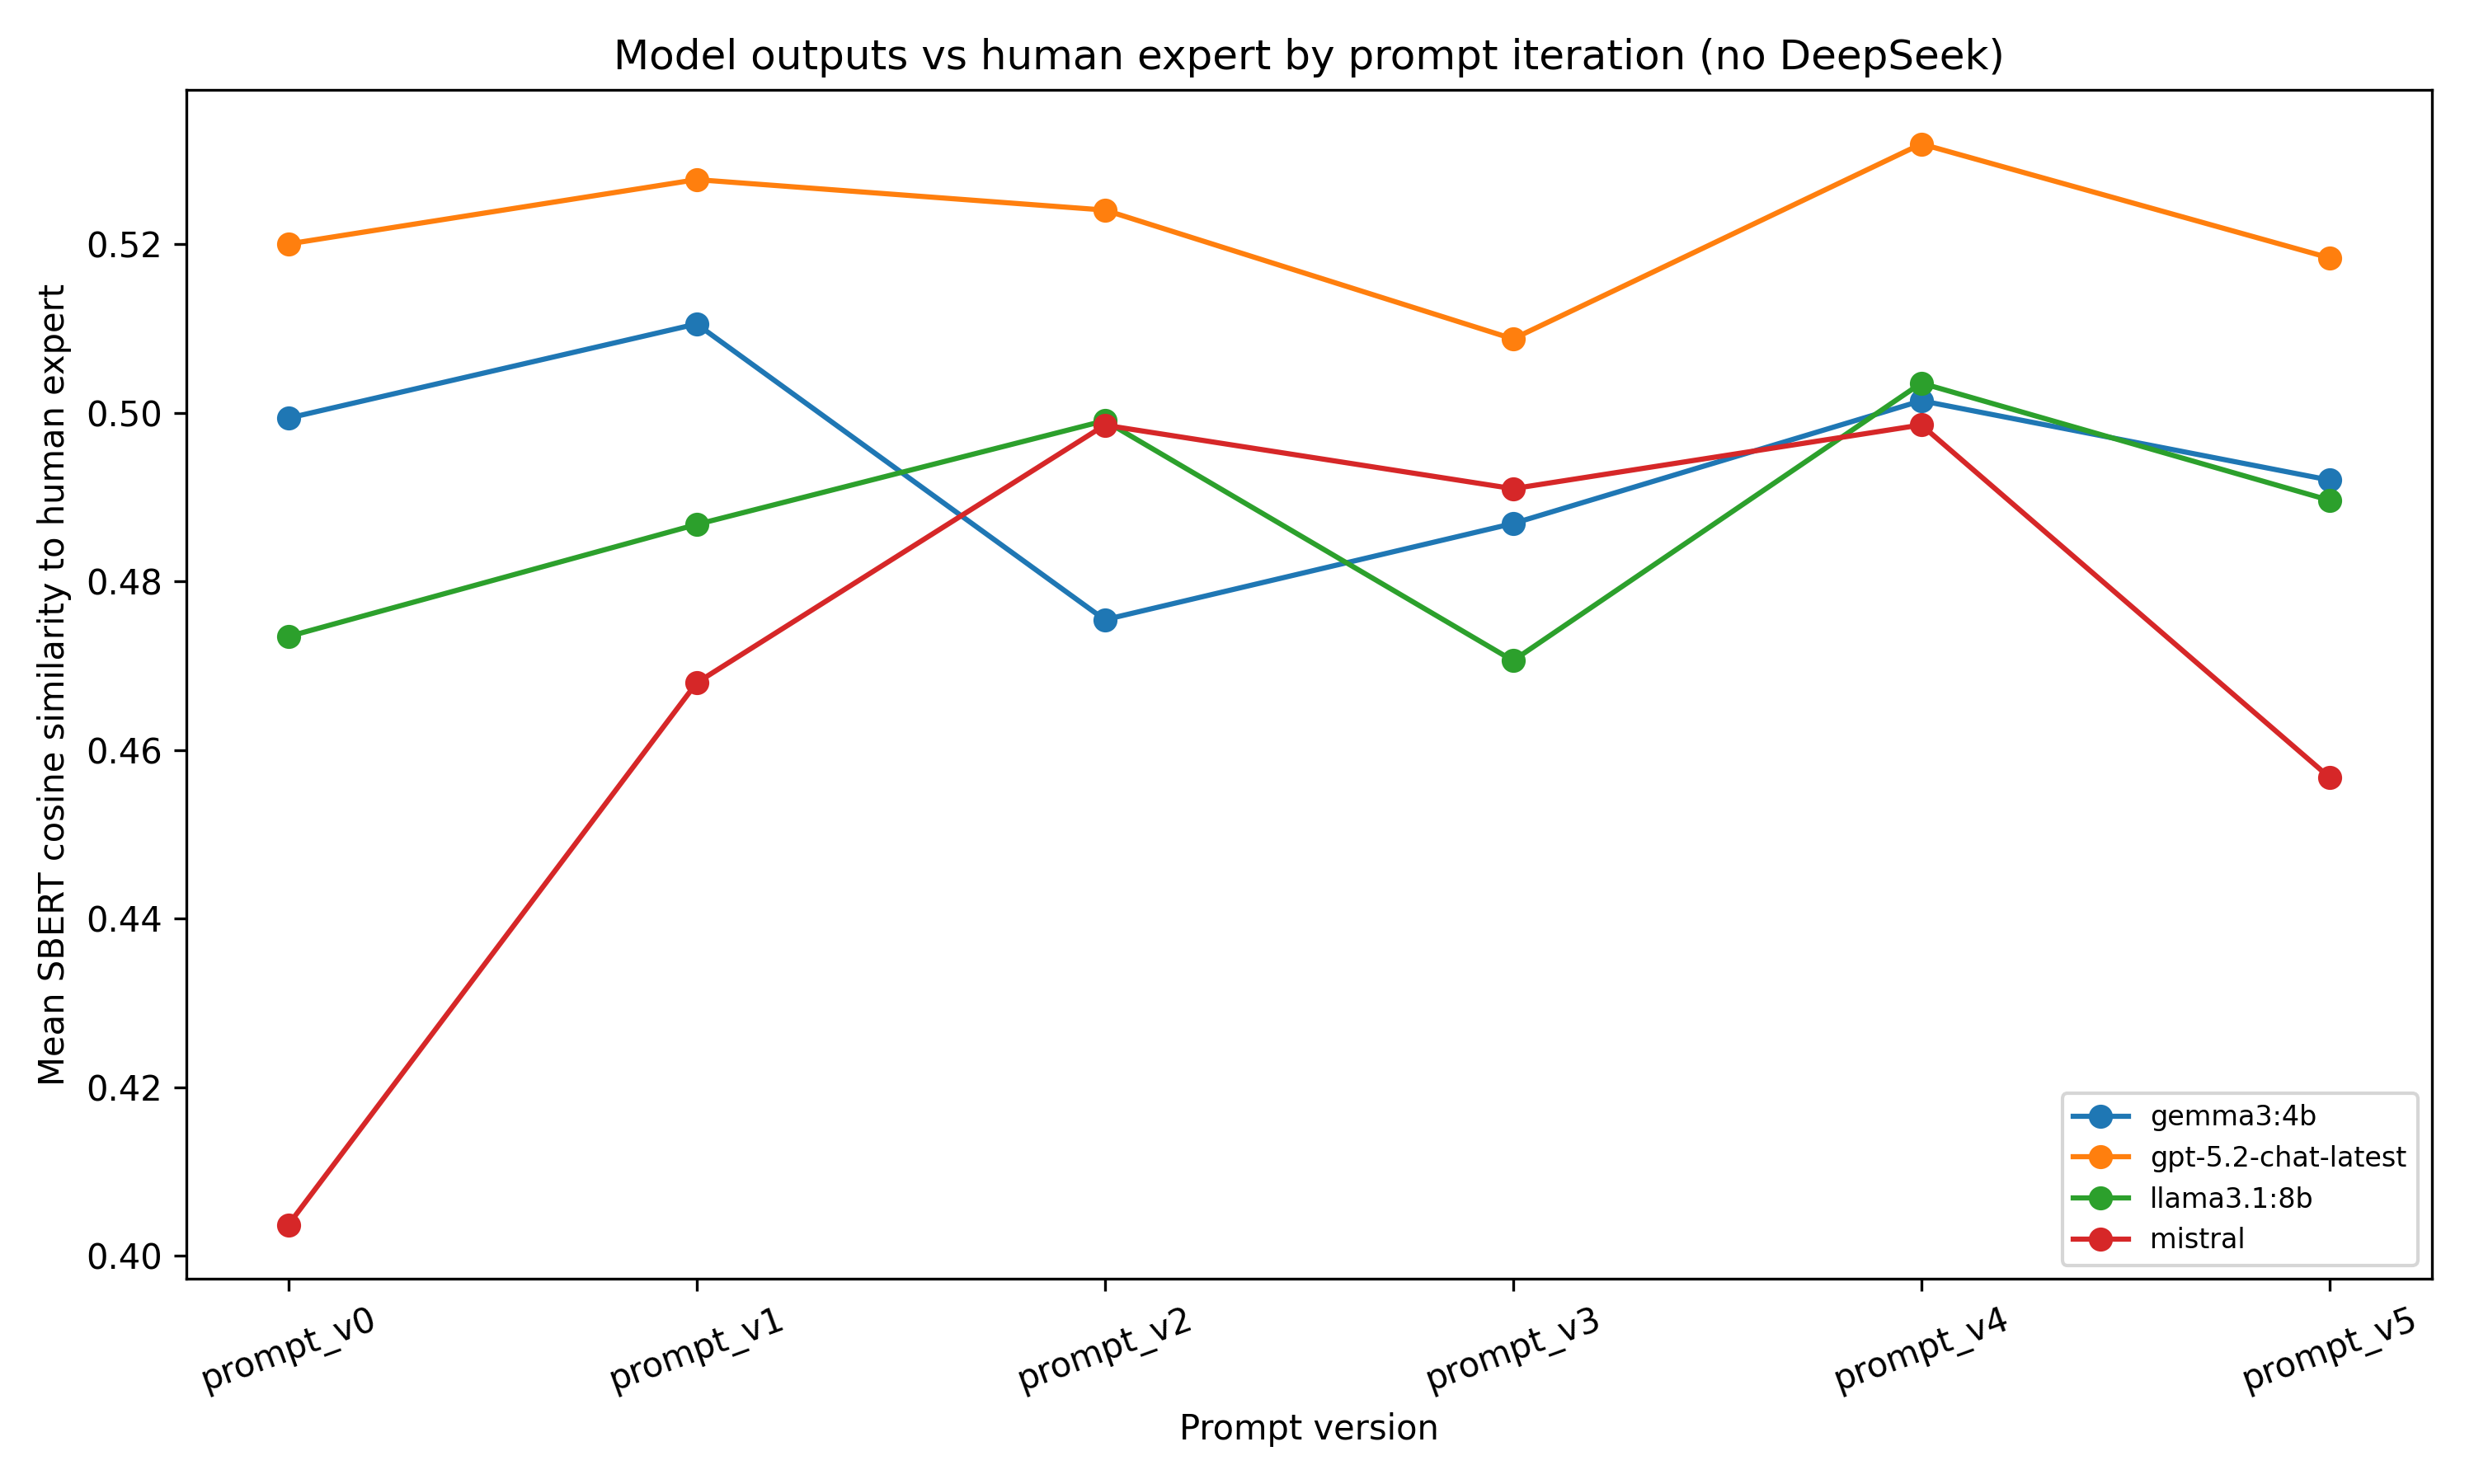 Model outputs vs human expert by prompt iteration (no DeepSeek)
Mean SBERT cosine similarity to human expert
0.52
0.50
0.48
0.46
0.44
0.42
0.40
gemma3:4b
gpt-5.2-chat-latest
llama3.1:8b
mistral
prompt_v0
prompt_v1
prompt_v2
prompt_v3
prompt_v4
prompt_v5
Prompt version